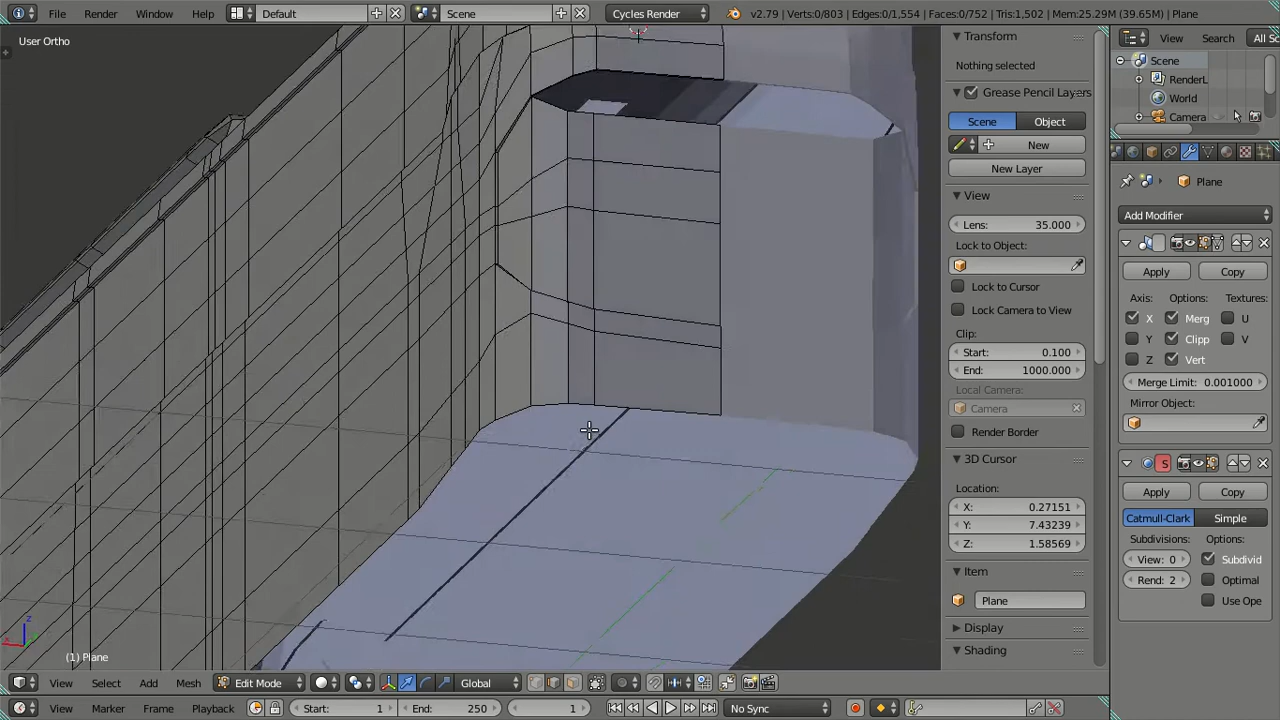 File Render Window Help Default Scene Cycles Render v2.79 | Verts:0/803 | Edges:0/1,554 | Faces:0/752 | Tris:1,502 | Mem:25.29M (39.65M) | Plane
User Ortho
Transform
Nothing selected
Grease Pencil Layers
Scene Object
New
New Layer
View
Lens: 35.000
Lock to Object:
Lock to Cursor
Lock Camera to View
Clip:
Start: 0.100
End: 1000.000
Local Camera:
Camera
Render Border
3D Cursor
Location:
X: 0.27151
Y: 7.43239
Z: 1.58569
Item
Plane
Display
Shading
View Search All Sc
Scene
RenderL
World
Camera
Plane
Add Modifier
Apply Copy
Axis: Options: Textures:
X Merg U
Y Clipp V
Z Vert
Merge Limit: 0.001000
Mirror Object:
S
Apply Copy
Catmull-Clark Simple
Subdivisions: Options:
View: 0 Subdivid
Rend: 2 Optimal
Use Ope
z
x
(1) Plane
View Select Add Mesh Edit Mode Global
View Marker Frame Playback Start: 1 End: 250 1 No Sync